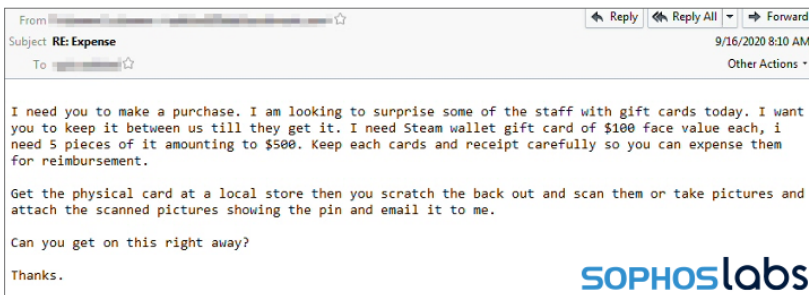 From
Reply Reply All Forward
Subject RE: Expense
9/16/2020 8:10 AM
To
Other Actions
I need you to make a purchase. I am looking to surprise some of the staff with gift cards today. I want
you to keep it between us till they get it. I need Steam wallet gift card of $100 face value each, i
need 5 pieces of it amounting to $500. Keep each cards and receipt carefully so you can expense them
for reimbursement.
Get the physical card at a local store then you scratch the back out and scan them or take pictures and
attach the scanned pictures showing the pin and email it to me.
Can you get on this right away?
Thanks.
SOPHOSlabs